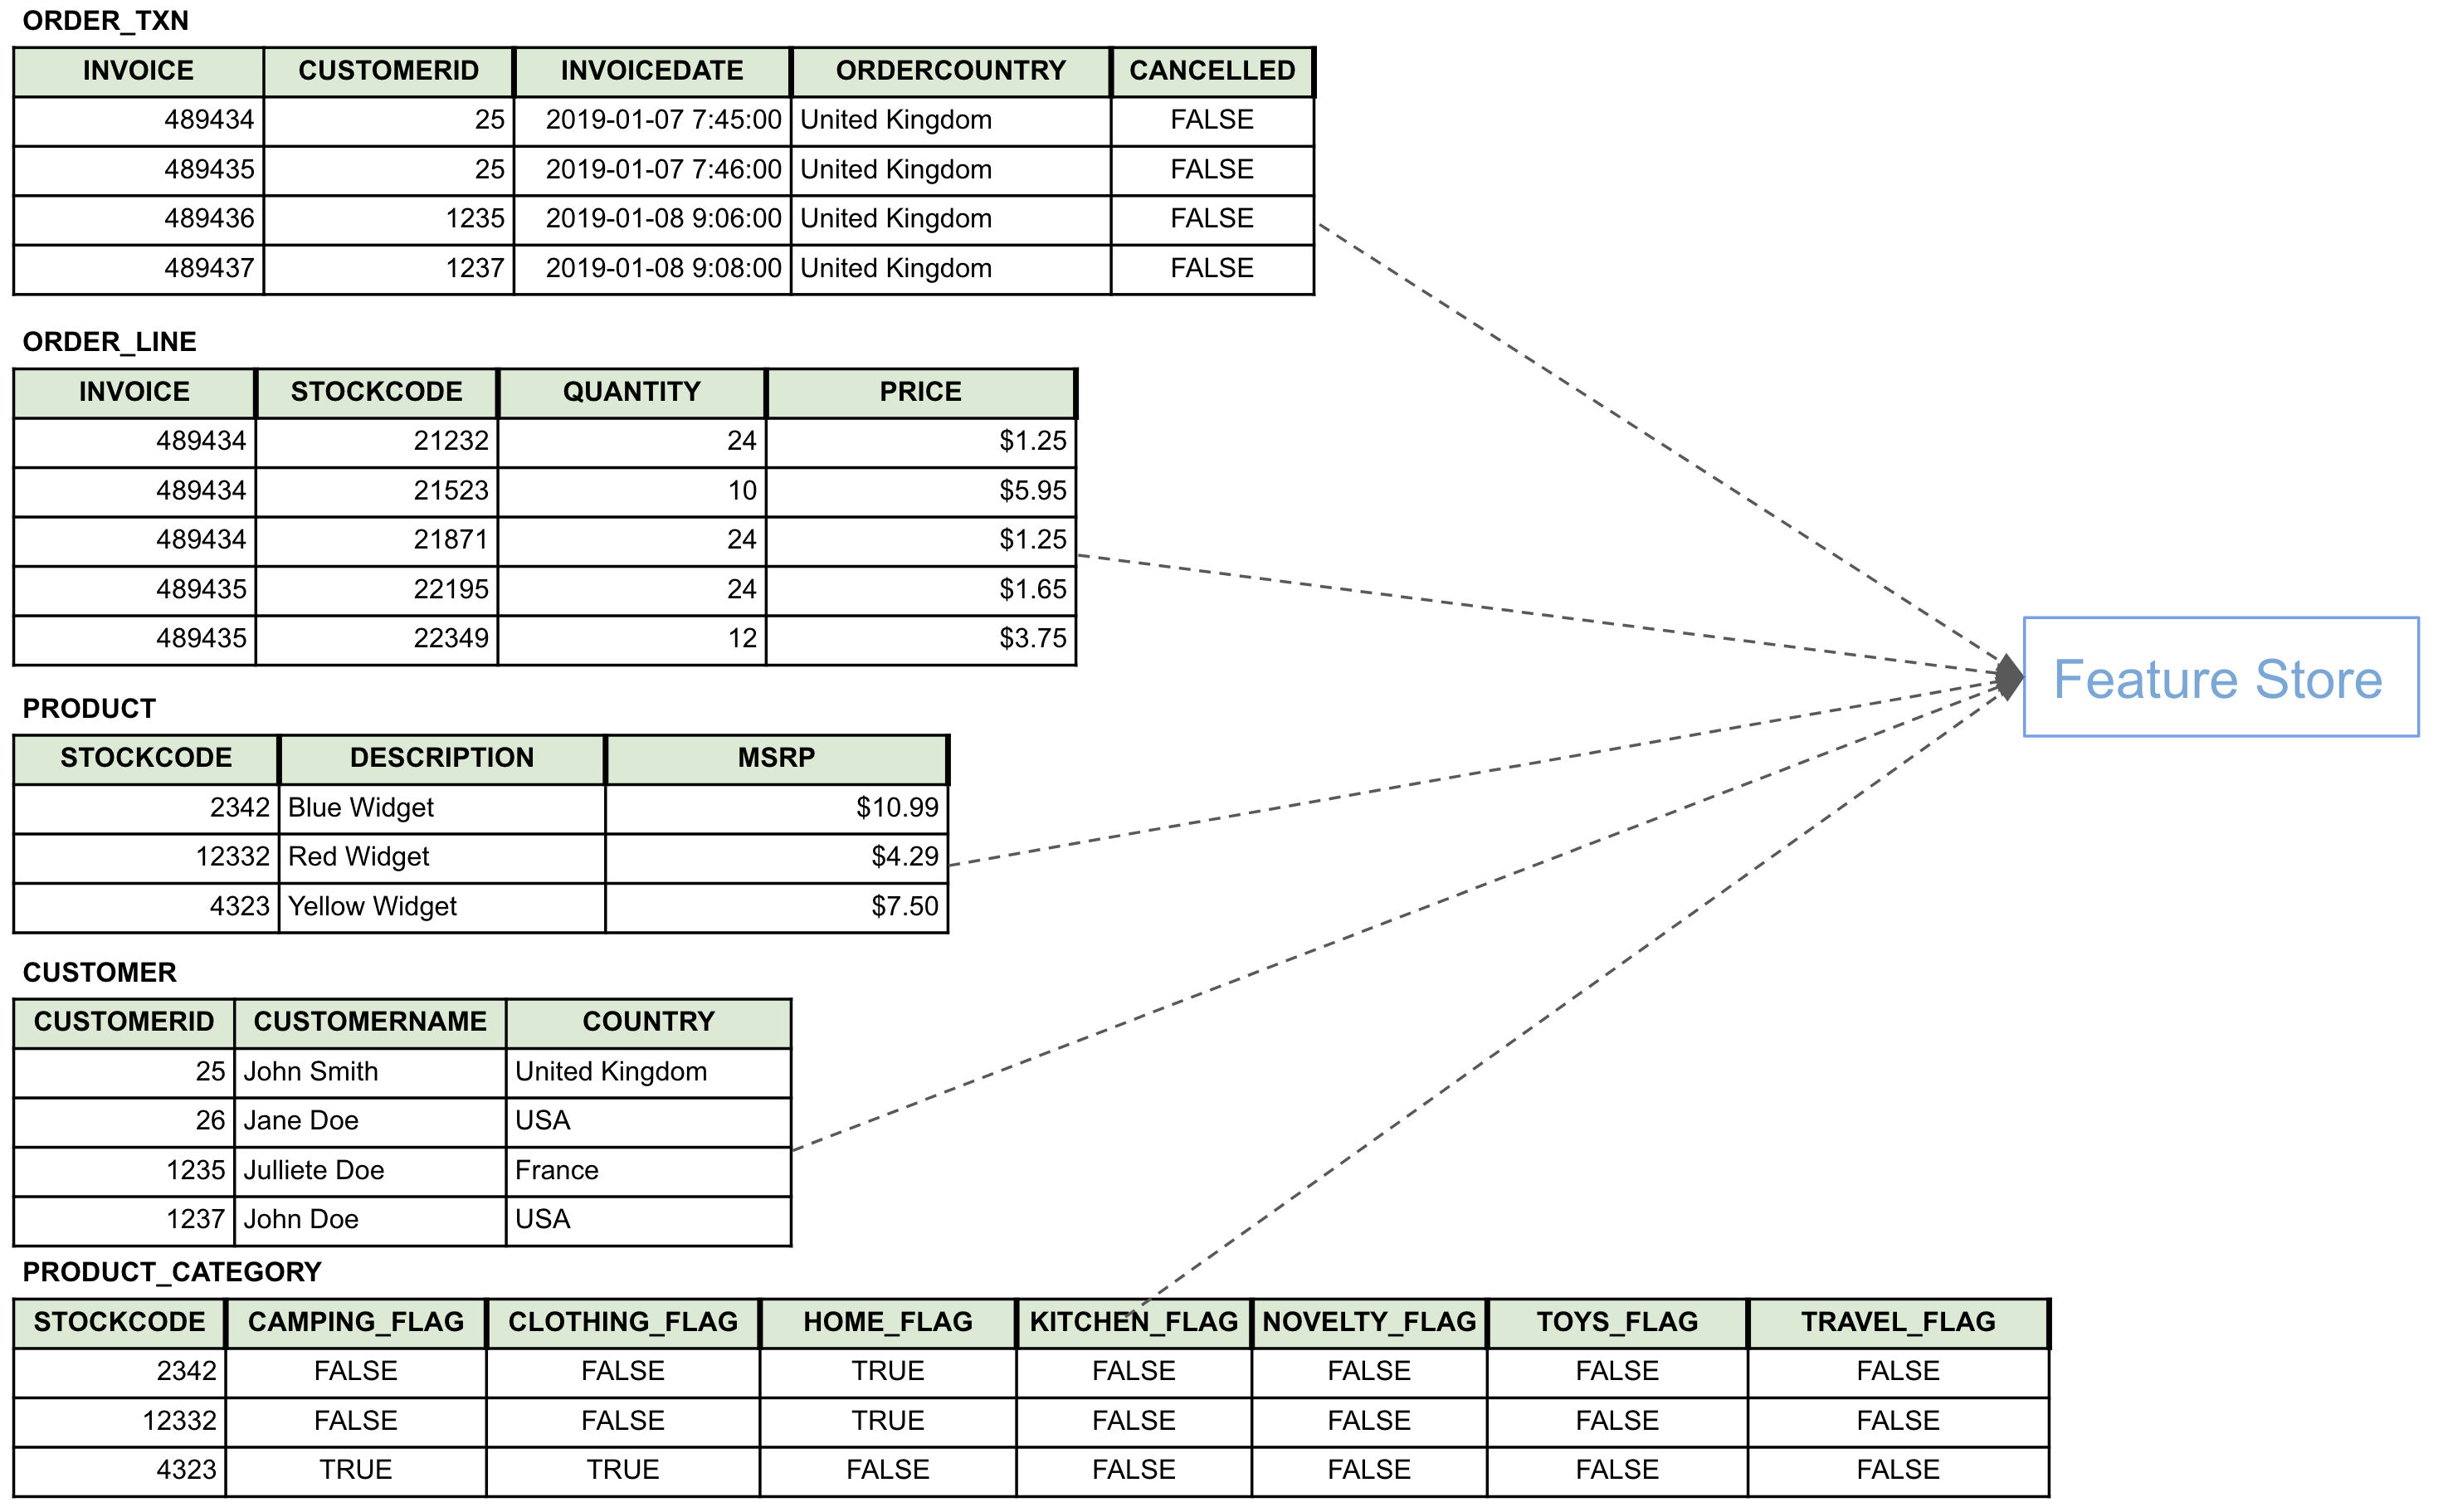 ORDER_TXN
INVOICE CUSTOMERID INVOICEDATE ORDERCOUNTRY CANCELLED
489434 25 2019-01-07 7:45:00 United Kingdom FALSE
489435 25 2019-01-07 7:46:00 United Kingdom FALSE
489436 1235 2019-01-08 9:06:00 United Kingdom FALSE
489437 1237 2019-01-08 9:08:00 United Kingdom FALSE
ORDER_LINE
INVOICE STOCKCODE QUANTITY PRICE
489434 21232 24 $1.25
489434 21523 10 $5.95
489434 21871 24 $1.25
489435 22195 24 $1.65
489435 22349 12 $3.75
Feature Store
PRODUCT
STOCKCODE DESCRIPTION MSRP
2342 Blue Widget $10.99
12332 Red Widget $4.29
4323 Yellow Widget $7.50
CUSTOMER
CUSTOMERID CUSTOMERNAME COUNTRY
25 John Smith United Kingdom
26 Jane Doe USA
1235 Julliete Doe France
1237 John Doe USA
PRODUCT_CATEGORY
STOCKCODE CAMPING_FLAG CLOTHING_FLAG HOME_FLAG KITCHEN_FLAG NOVELTY_FLAG TOYS_FLAG TRAVEL_FLAG
2342 FALSE FALSE TRUE FALSE FALSE FALSE FALSE
12332 FALSE FALSE TRUE FALSE FALSE FALSE FALSE
4323 TRUE TRUE FALSE FALSE FALSE FALSE FALSE